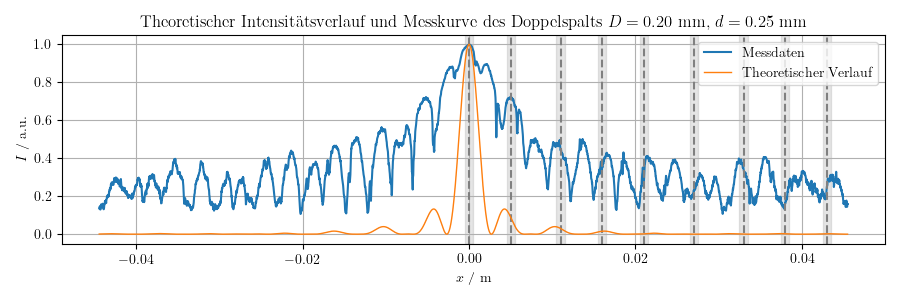 Theoretischer Intensitätsverlauf und Messkurve des Doppelspalts D = 0.20 mm, d = 0.25 mm
1.0
0.8
0.6
0.4
0.2
0.0
I / a.u.
Messdaten
Theoretischer Verlauf
−0.04
−0.02
0.00
0.02
0.04
x / m